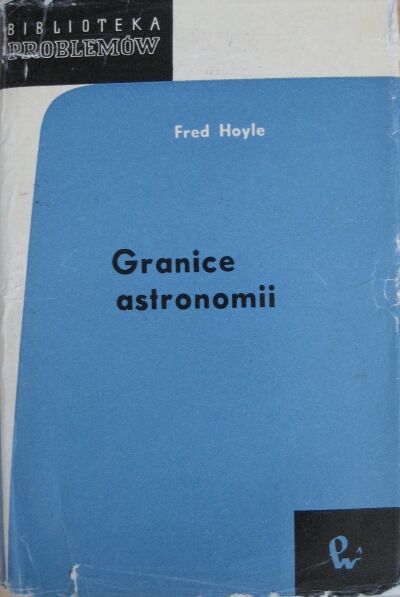 BIBLIOTEKA
PROBLEMÓW
Fred Hoyle
Granice
astronomii